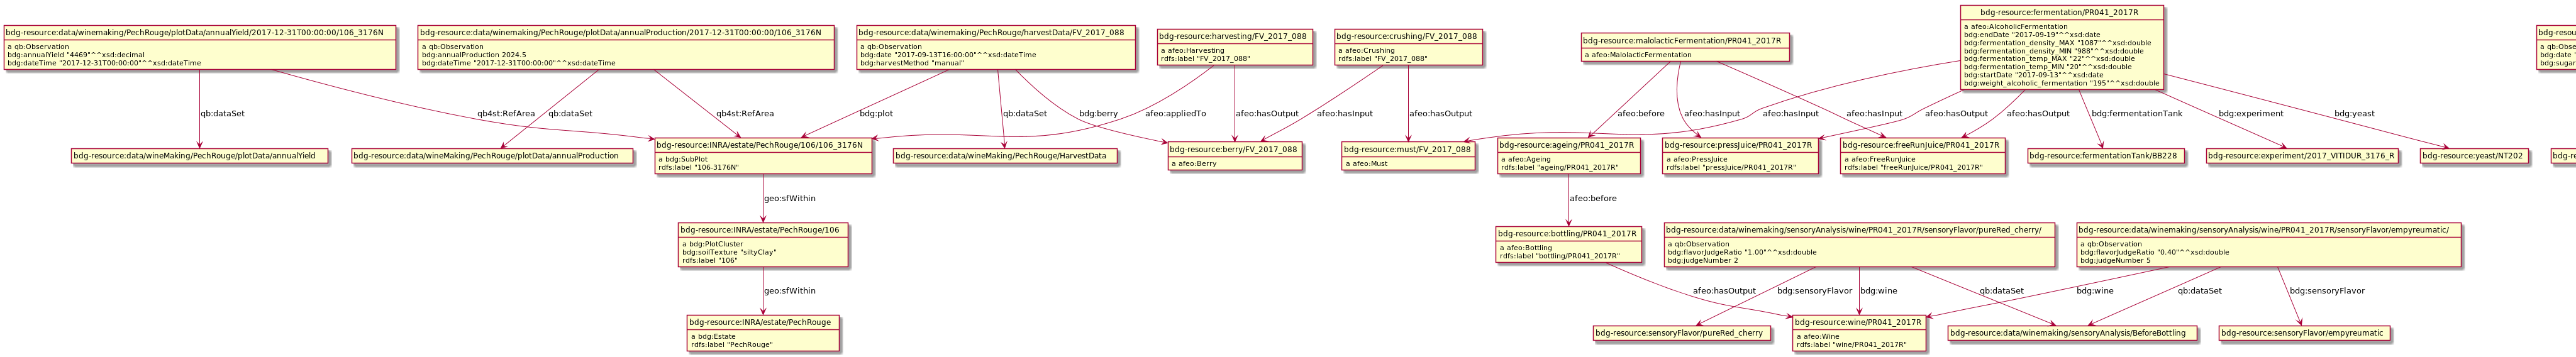 bdg-resource:data/winemaking/PechRouge/plotData/annualYield/2017-12-31T00:00:00/106_3176N
a qb:Observation
bdg:annualYield "4469"^^xsd:decimal
bdg:dateTime "2017-12-31T00:00:00"^^xsd:dateTime
bdg-resource:data/winemaking/PechRouge/plotData/annualProduction/2017-12-31T00:00:00/106_3176N
a qb:Observation
bdg:annualProduction 2024.5
bdg:dateTime "2017-12-31T00:00:00"^^xsd:dateTime
bdg-resource:data/winemaking/PechRouge/harvestData/FV_2017_088
a qb:Observation
bdg:date "2017-09-13T16:00:00"^^xsd:dateTime
bdg:harvestMethod "manual"
bdg-resource:harvesting/FV_2017_088
a afeo:Harvesting
rdfs:label "FV_2017_088"
bdg-resource:crushing/FV_2017_088
a afeo:Crushing
rdfs:label "FV_2017_088"
bdg-resource:malolacticFermentation/PR041_2017R
a afeo:MalolacticFermentation
bdg-resource:fermentation/PR041_2017R
a afeo:AlcoholicFermentation
bdg:endDate "2017-09-19"^^xsd:date
bdg:fermentation_density_MAX "1087"^^xsd:double
bdg:fermentation_density_MIN "988"^^xsd:double
bdg:fermentation_temp_MAX "22"^^xsd:double
bdg:fermentation_temp_MIN "20"^^xsd:double
bdg:startDate "2017-09-13"^^xsd:date
bdg:weight_alcoholic_fermentation "195"^^xsd:double
bdg-resou
a qb:Obse
bdg:date "
bdg:sugar
qb:dataSet
qb4st:RefArea
qb:dataSet
qb4st:RefArea
bdg:plot
qb:dataSet
bdg:berry
afeo:appliedTo
afeo:hasOutput
afeo:hasInput
afeo:hasOutput
afeo:before
afeo:hasInput
afeo:hasInput
afeo:hasInput
afeo:hasOutput
afeo:hasOutput
bdg:fermentationTank
bdg:experiment
bdg:yeast
bdg-resource:data/wineMaking/PechRouge/plotData/annualYield
bdg-resource:data/wineMaking/PechRouge/plotData/annualProduction
bdg-resource:INRA/estate/PechRouge/106/106_3176N
a bdg:SubPlot
rdfs:label "106-3176N"
bdg-resource:data/wineMaking/PechRouge/HarvestData
bdg-resource:berry/FV_2017_088
a afeo:Berry
bdg-resource:must/FV_2017_088
a afeo:Must
bdg-resource:ageing/PR041_2017R
a afeo:Ageing
rdfs:label "ageing/PR041_2017R"
bdg-resource:pressJuice/PR041_2017R
a afeo:PressJuice
rdfs:label "pressJuice/PR041_2017R"
bdg-resource:freeRunJuice/PR041_2017R
a afeo:FreeRunJuice
rdfs:label "freeRunJuice/PR041_2017R"
bdg-resource:fermentationTank/BB228
bdg-resource:experiment/2017_VITIDUR_3176_R
bdg-resource:yeast/NT202
bdg-re
geo:sfWithin
afeo:before
bdg-resource:INRA/estate/PechRouge/106
a bdg:PlotCluster
bdg:soilTexture "siltyClay"
rdfs:label "106"
bdg-resource:bottling/PR041_2017R
a afeo:Bottling
rdfs:label "bottling/PR041_2017R"
bdg-resource:data/winemaking/sensoryAnalysis/wine/PR041_2017R/sensoryFlavor/pureRed_cherry/
a qb:Observation
bdg:flavorJudgeRatio "1.00"^^xsd:double
bdg:judgeNumber 2
bdg-resource:data/winemaking/sensoryAnalysis/wine/PR041_2017R/sensoryFlavor/empyreumatic/
a qb:Observation
bdg:flavorJudgeRatio "0.40"^^xsd:double
bdg:judgeNumber 5
geo:sfWithin
afeo:hasOutput
bdg:sensoryFlavor
bdg:wine
qb:dataSet
bdg:wine
qb:dataSet
bdg:sensoryFlavor
bdg-resource:INRA/estate/PechRouge
a bdg:Estate
rdfs:label "PechRouge"
bdg-resource:sensoryFlavor/pureRed_cherry
bdg-resource:wine/PR041_2017R
a afeo:Wine
rdfs:label "wine/PR041_2017R"
bdg-resource:data/winemaking/sensoryAnalysis/BeforeBottling
bdg-resource:sensoryFlavor/empyreumatic